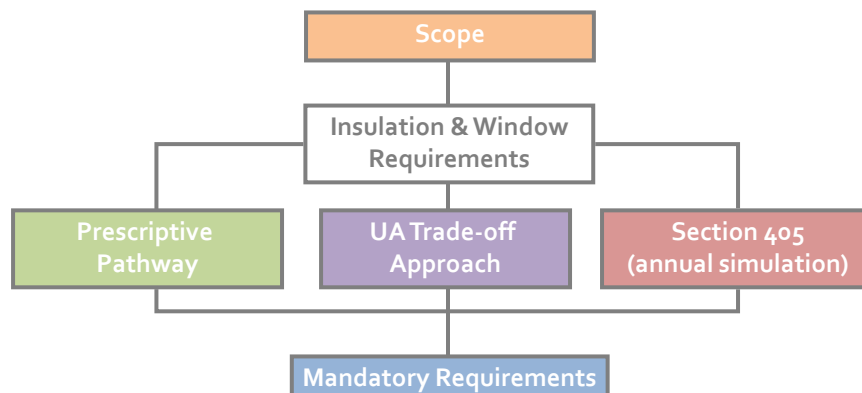 Scope
Insulation & Window
Requirements
Prescriptive
Pathway
UA Trade-off
Approach
Section 405
(annual simulation)
Mandatory Requirements